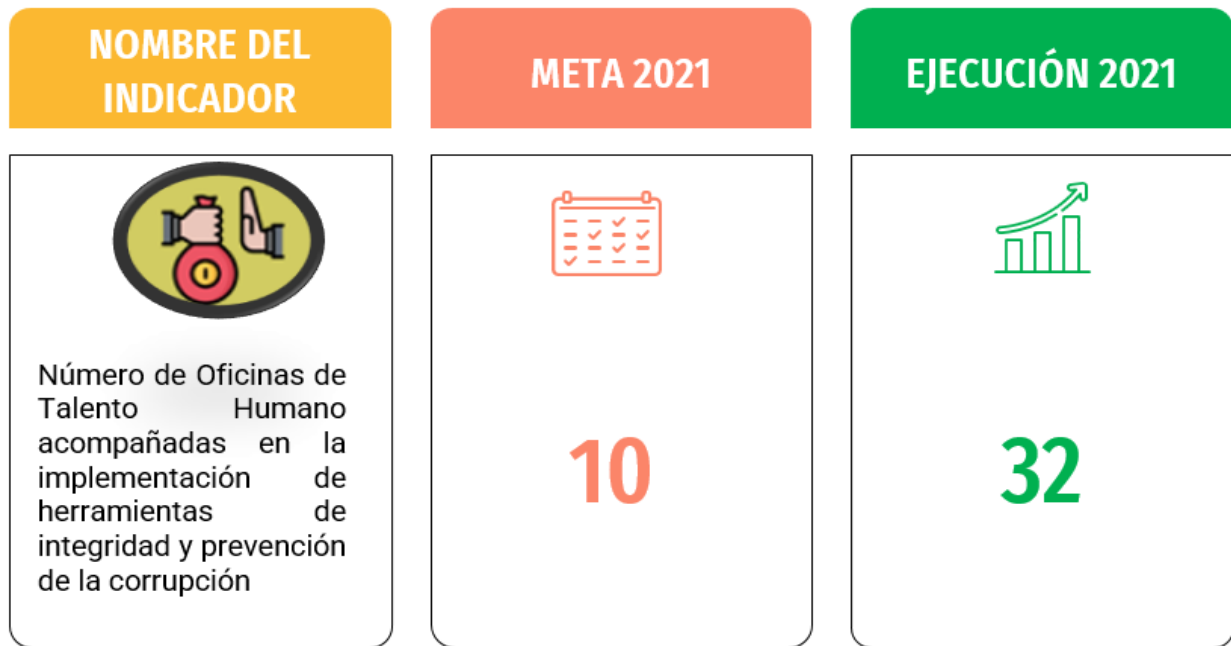 NOMBRE DEL
INDICADOR
META 2021
EJECUCIÓN 2021
Número de Oficinas de
Talento Humano
acompañadas en la
implementación de
herramientas de
integridad y prevención
de la corrupción
10
32